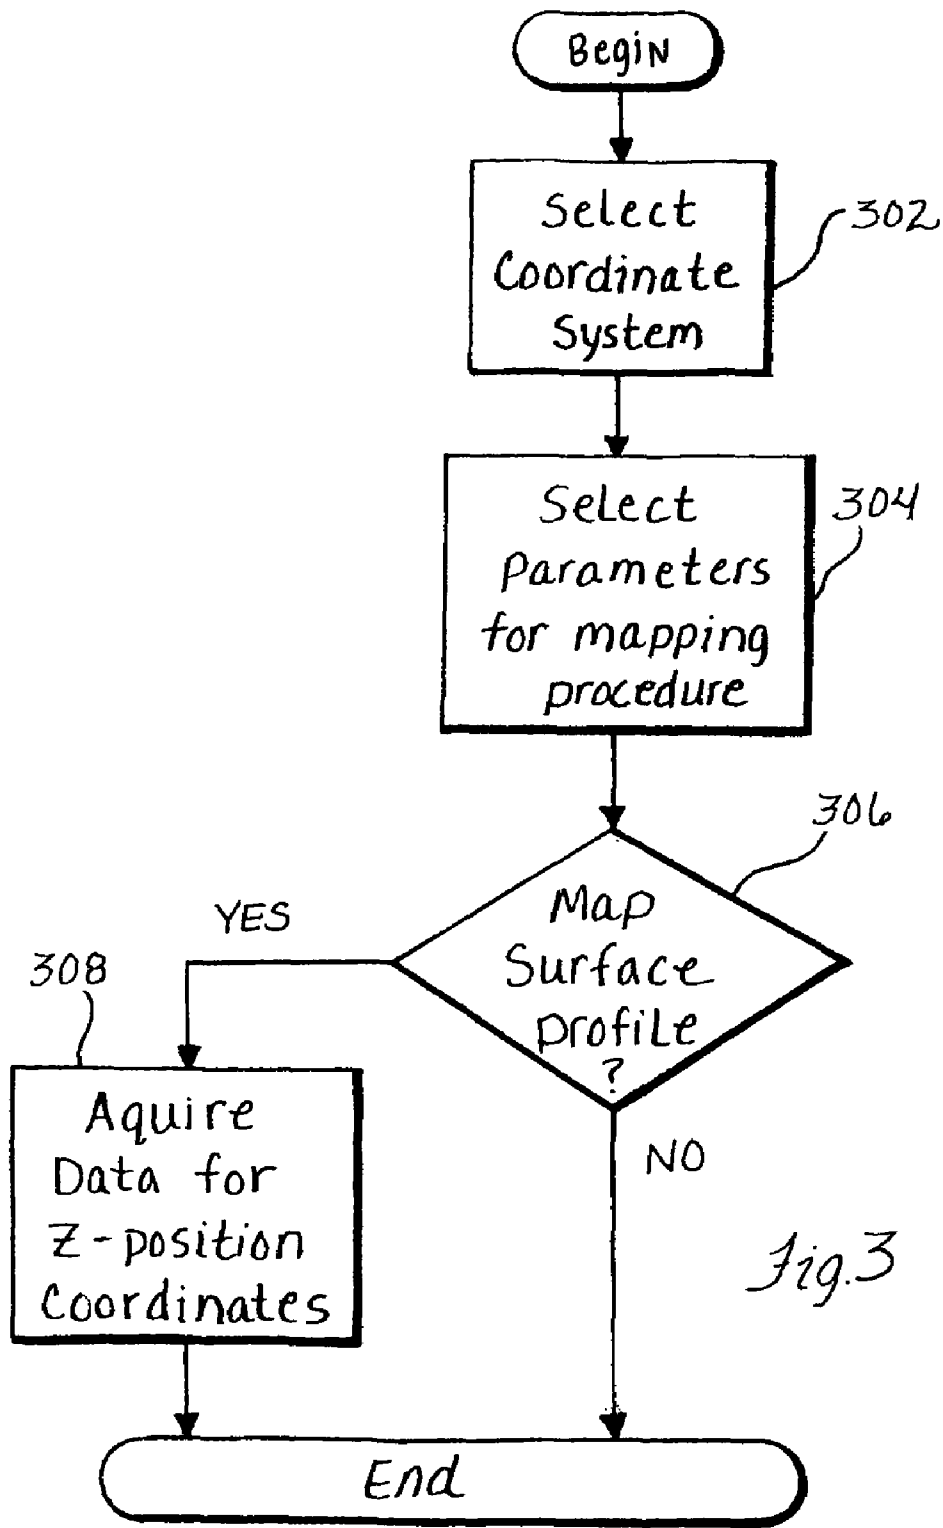 Begin
Select
Coordinate
System
302
Select
Parameters
for mapping
procedure
304
Map
Surface
Profile
?
306
YES
308
Aquire
Data for
Z-position
Coordinates
NO
Fig.3
End